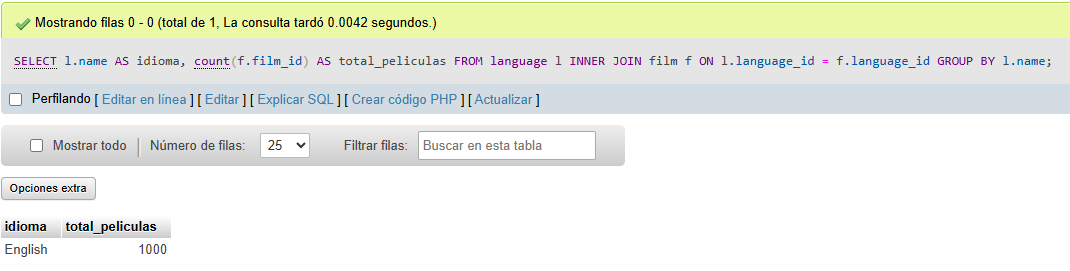 Mostrando filas 0 - 0 (total de 1, La consulta tardó 0.0042 segundos.)
SELECT l.name AS idioma, count(f.film_id) AS total_peliculas FROM language l INNER JOIN film f ON l.language_id = f.language_id GROUP BY l.name;
Perfilando [ Editar en línea ] [ Editar ] [ Explicar SQL ] [ Crear código PHP ] [ Actualizar ]
Mostrar todo Número de filas: 25 Filtrar filas: Buscar en esta tabla
Opciones extra
idioma total_peliculas
English 1000